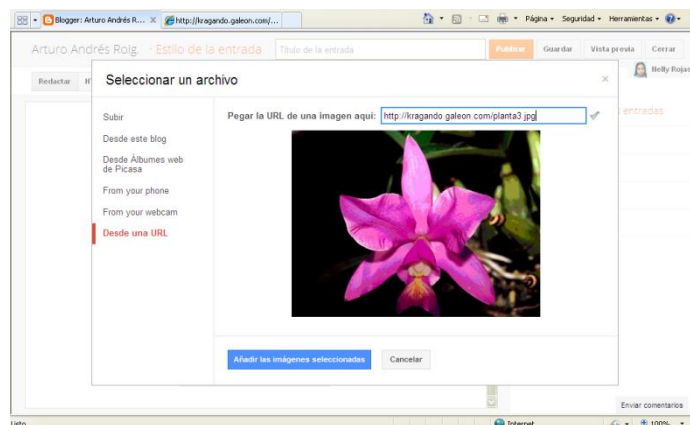 Blogger: Arturo Andrés R...
http://kragando.galeon.com/...
Página
Seguridad
Herramientas
Arturo Andrés Roig.
· Estilo de la entrada
Título de la entrada
Publicar
Guardar
Vista previa
Cerrar
Redactar
Helly Rojas
Seleccionar un archivo
entradas
Subir
Desde este blog
Desde Álbumes web
de Picasa
From your phone
From your webcam
Desde una URL
Pegar la URL de una imagen aquí:
http://kragando.galeon.com/planta3.jpg
Añadir las imágenes seleccionadas
Cancelar
Enviar comentarios
Listo
Internet
100%